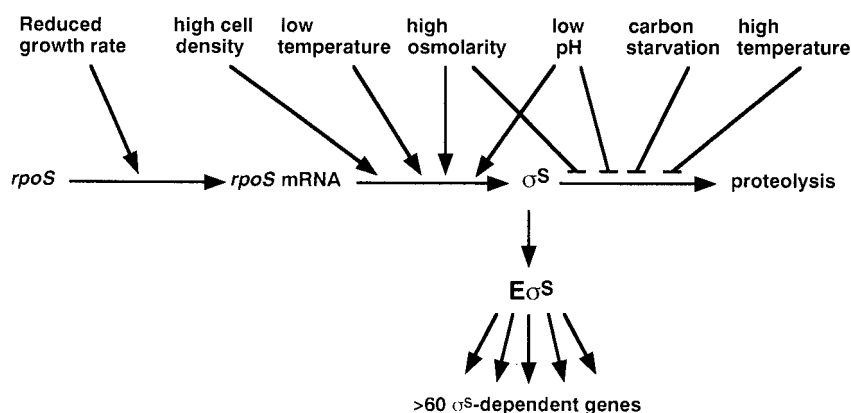 Reduced high cell low high low carbon high
growth rate density temperature osmolarity pH starvation temperature
rpoS rpoS mRNA σS proteolysis
EσS
>60 σS-dependent genes